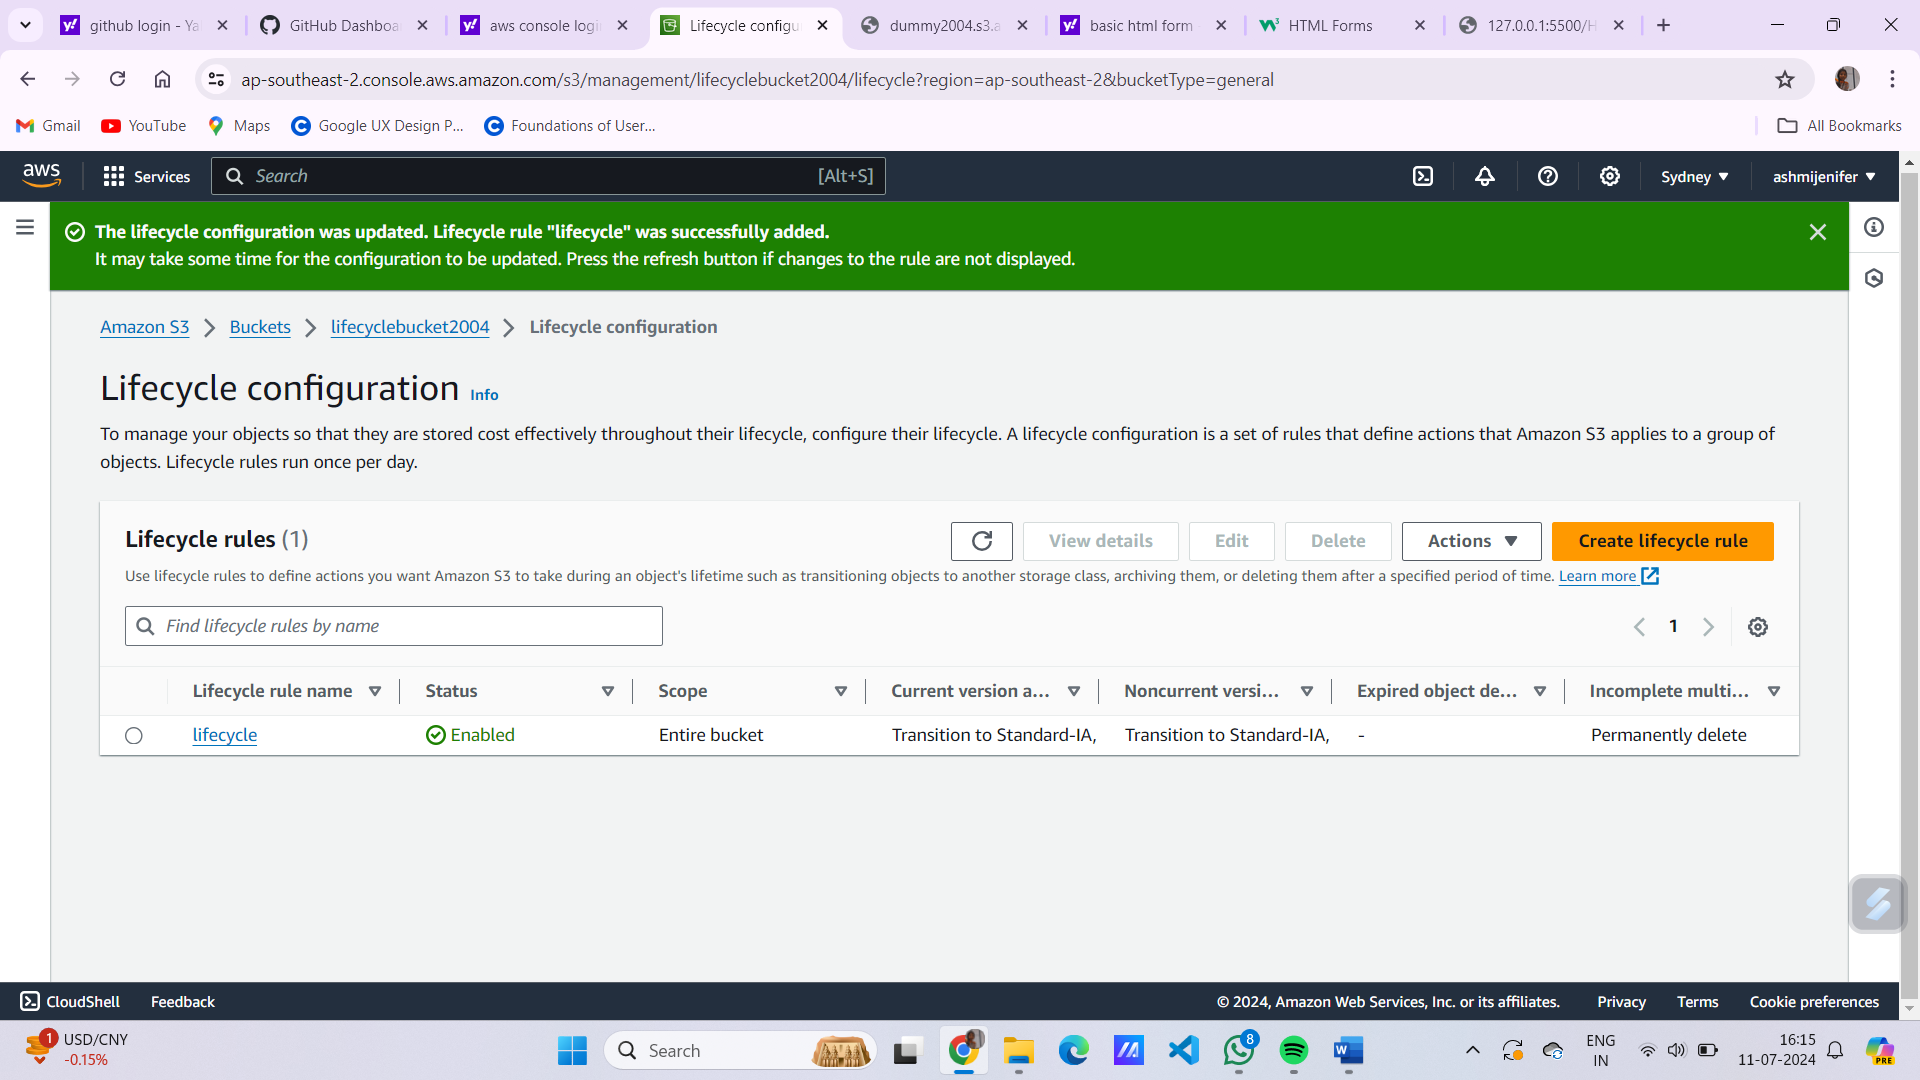 github login - Ya
GitHub Dashboa
aws console logi
Lifecycle configu
dummy2004.s3.a
basic html form
HTML Forms
127.0.0.1:5500/H
ap-southeast-2.console.aws.amazon.com/s3/management/lifecyclebucket2004/lifecycle?region=ap-southeast-2&bucketType=general
Gmail
YouTube
Maps
Google UX Design P...
Foundations of User...
All Bookmarks
aws
Services
Search
[Alt+S]
Sydney
ashmijenifer
The lifecycle configuration was updated. Lifecycle rule "lifecycle" was successfully added.
It may take some time for the configuration to be updated. Press the refresh button if changes to the rule are not displayed.
Amazon S3
Buckets
lifecyclebucket2004
Lifecycle configuration
Lifecycle configuration Info
To manage your objects so that they are stored cost effectively throughout their lifecycle, configure their lifecycle. A lifecycle configuration is a set of rules that define actions that Amazon S3 applies to a group of
objects. Lifecycle rules run once per day.
Lifecycle rules (1)
View details
Edit
Delete
Actions
Create lifecycle rule
Use lifecycle rules to define actions you want Amazon S3 to take during an object's lifetime such as transitioning objects to another storage class, archiving them, or deleting them after a specified period of time. Learn more
Find lifecycle rules by name
1
Lifecycle rule name
Status
Scope
Current version a...
Noncurrent versi...
Expired object de...
Incomplete multi...
lifecycle
Enabled
Entire bucket
Transition to Standard-IA,
Transition to Standard-IA,
-
Permanently delete
CloudShell
Feedback
© 2024, Amazon Web Services, Inc. or its affiliates.
Privacy
Terms
Cookie preferences
1
USD/CNY
-0.15%
Search
8
ENG
IN
16:15
11-07-2024
PRE